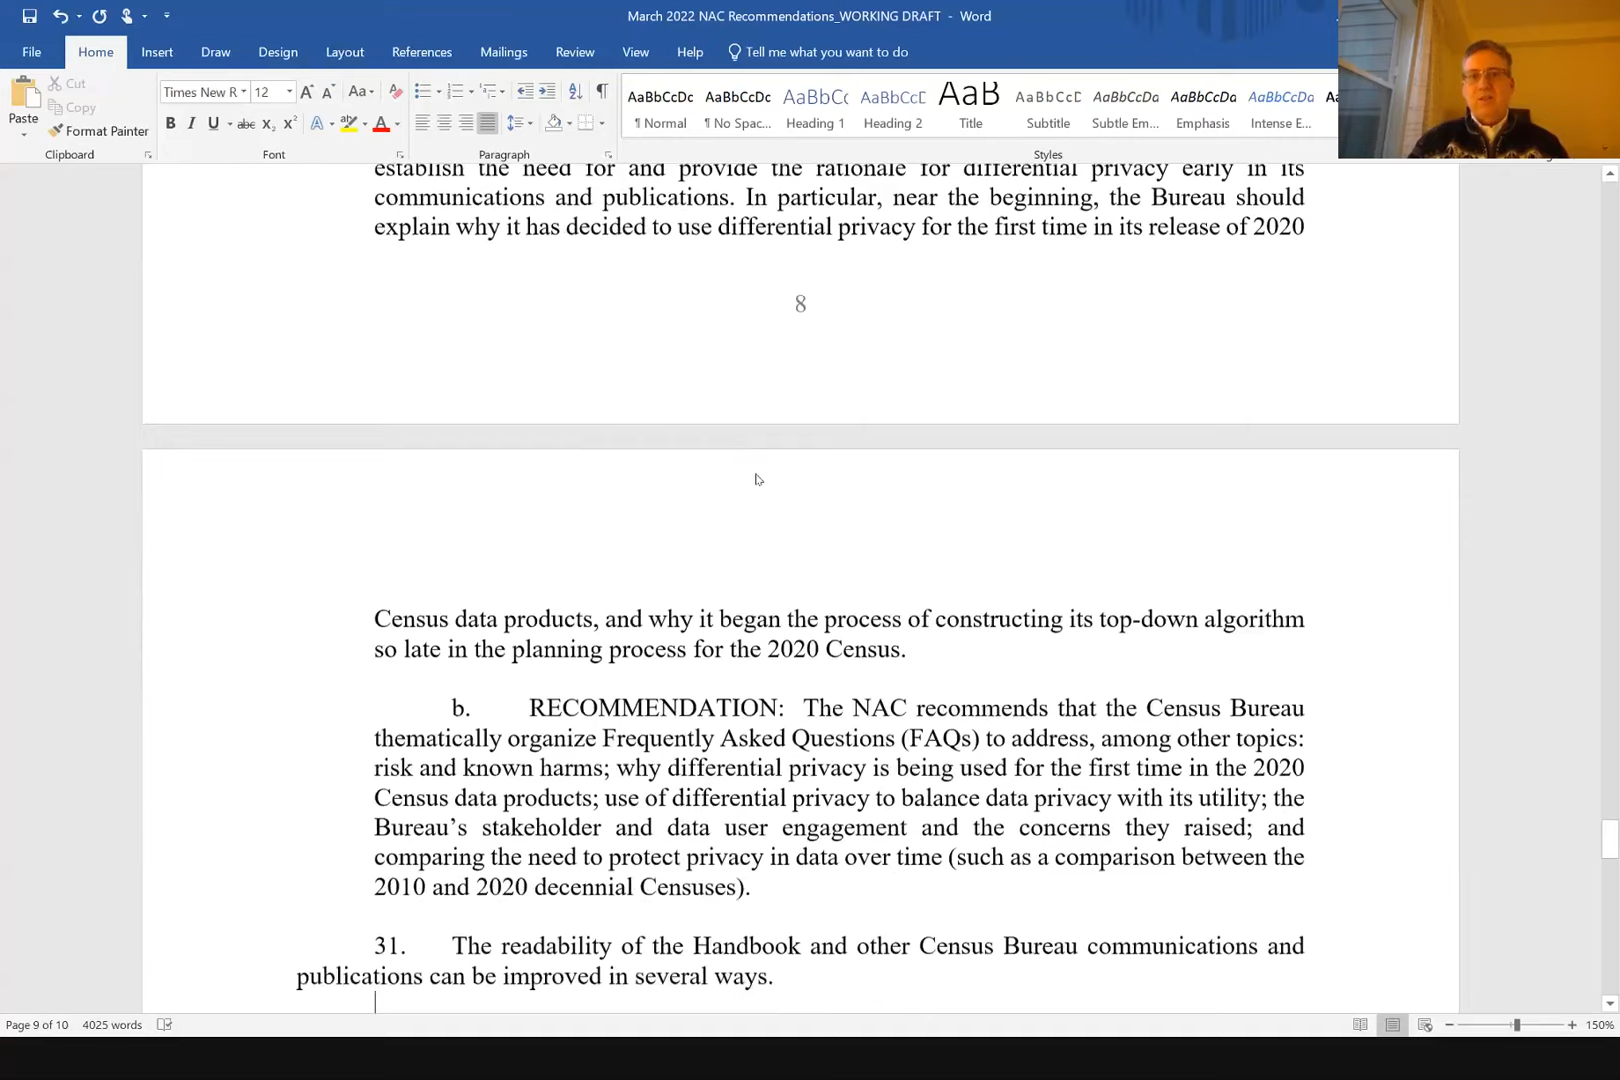 March 2022 NAC Recommendations_WORKING DRAFT - Word
File Home Insert Draw Design Layout References Mailings Review View Help Tell me what you want to do
Paste
Cut
Copy
Format Painter
Clipboard
Times New R 12
Font
Paragraph
AaBbCcDc ¶ Normal
AaBbCcDc ¶ No Spac...
AaBbCc Heading 1
AaBbCcD Heading 2
AaB Title
AaBbCcD Subtitle
AaBbCcDa Subtle Em...
AaBbCcDa Emphasis
AaBbCcDa Intense E...
Styles
establish the need for and provide the rationale for differential privacy early in its
communications and publications. In particular, near the beginning, the Bureau should
explain why it has decided to use differential privacy for the first time in its release of 2020
8
Census data products, and why it began the process of constructing its top-down algorithm
so late in the planning process for the 2020 Census.
b. RECOMMENDATION: The NAC recommends that the Census Bureau
thematically organize Frequently Asked Questions (FAQs) to address, among other topics:
risk and known harms; why differential privacy is being used for the first time in the 2020
Census data products; use of differential privacy to balance data privacy with its utility; the
Bureau’s stakeholder and data user engagement and the concerns they raised; and
comparing the need to protect privacy in data over time (such as a comparison between the
2010 and 2020 decennial Censuses).
31. The readability of the Handbook and other Census Bureau communications and
publications can be improved in several ways.
Page 9 of 10 4025 words 150%